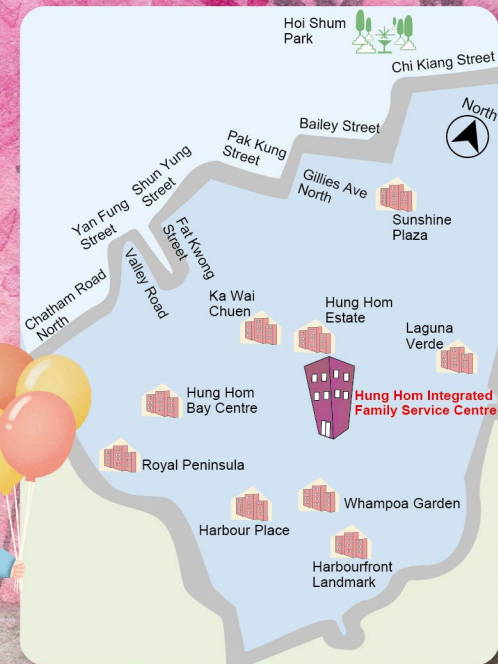 Hoi Shum
Park
Chi Kiang Street
North
Bailey Street
Pak Kung
Street
Shun Yung
Street
Gillies Ave
North
Yan Fung
Street
Fat Kwong
Street
Sunshine
Plaza
Valley Road
Chatham Road
North
Ka Wai
Chuen
Hung Hom
Estate
Laguna
Verde
Hung Hom
Bay Centre
Hung Hom Integrated
Family Service Centre
Royal Peninsula
Whampoa Garden
Harbour Place
Harbourfront
Landmark